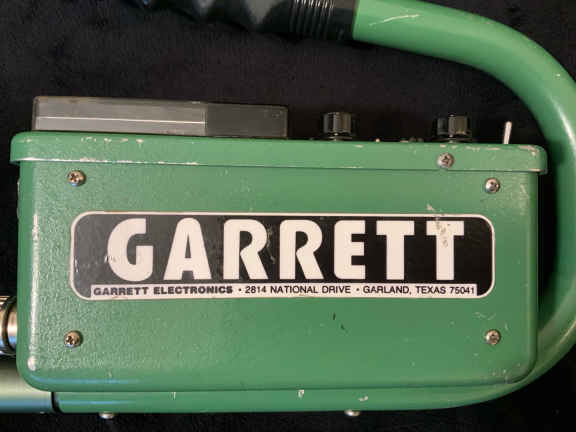 GARRETT
GARRETT ELECTRONICS • 2814 NATIONAL DRIVE • GARLAND, TEXAS 75041